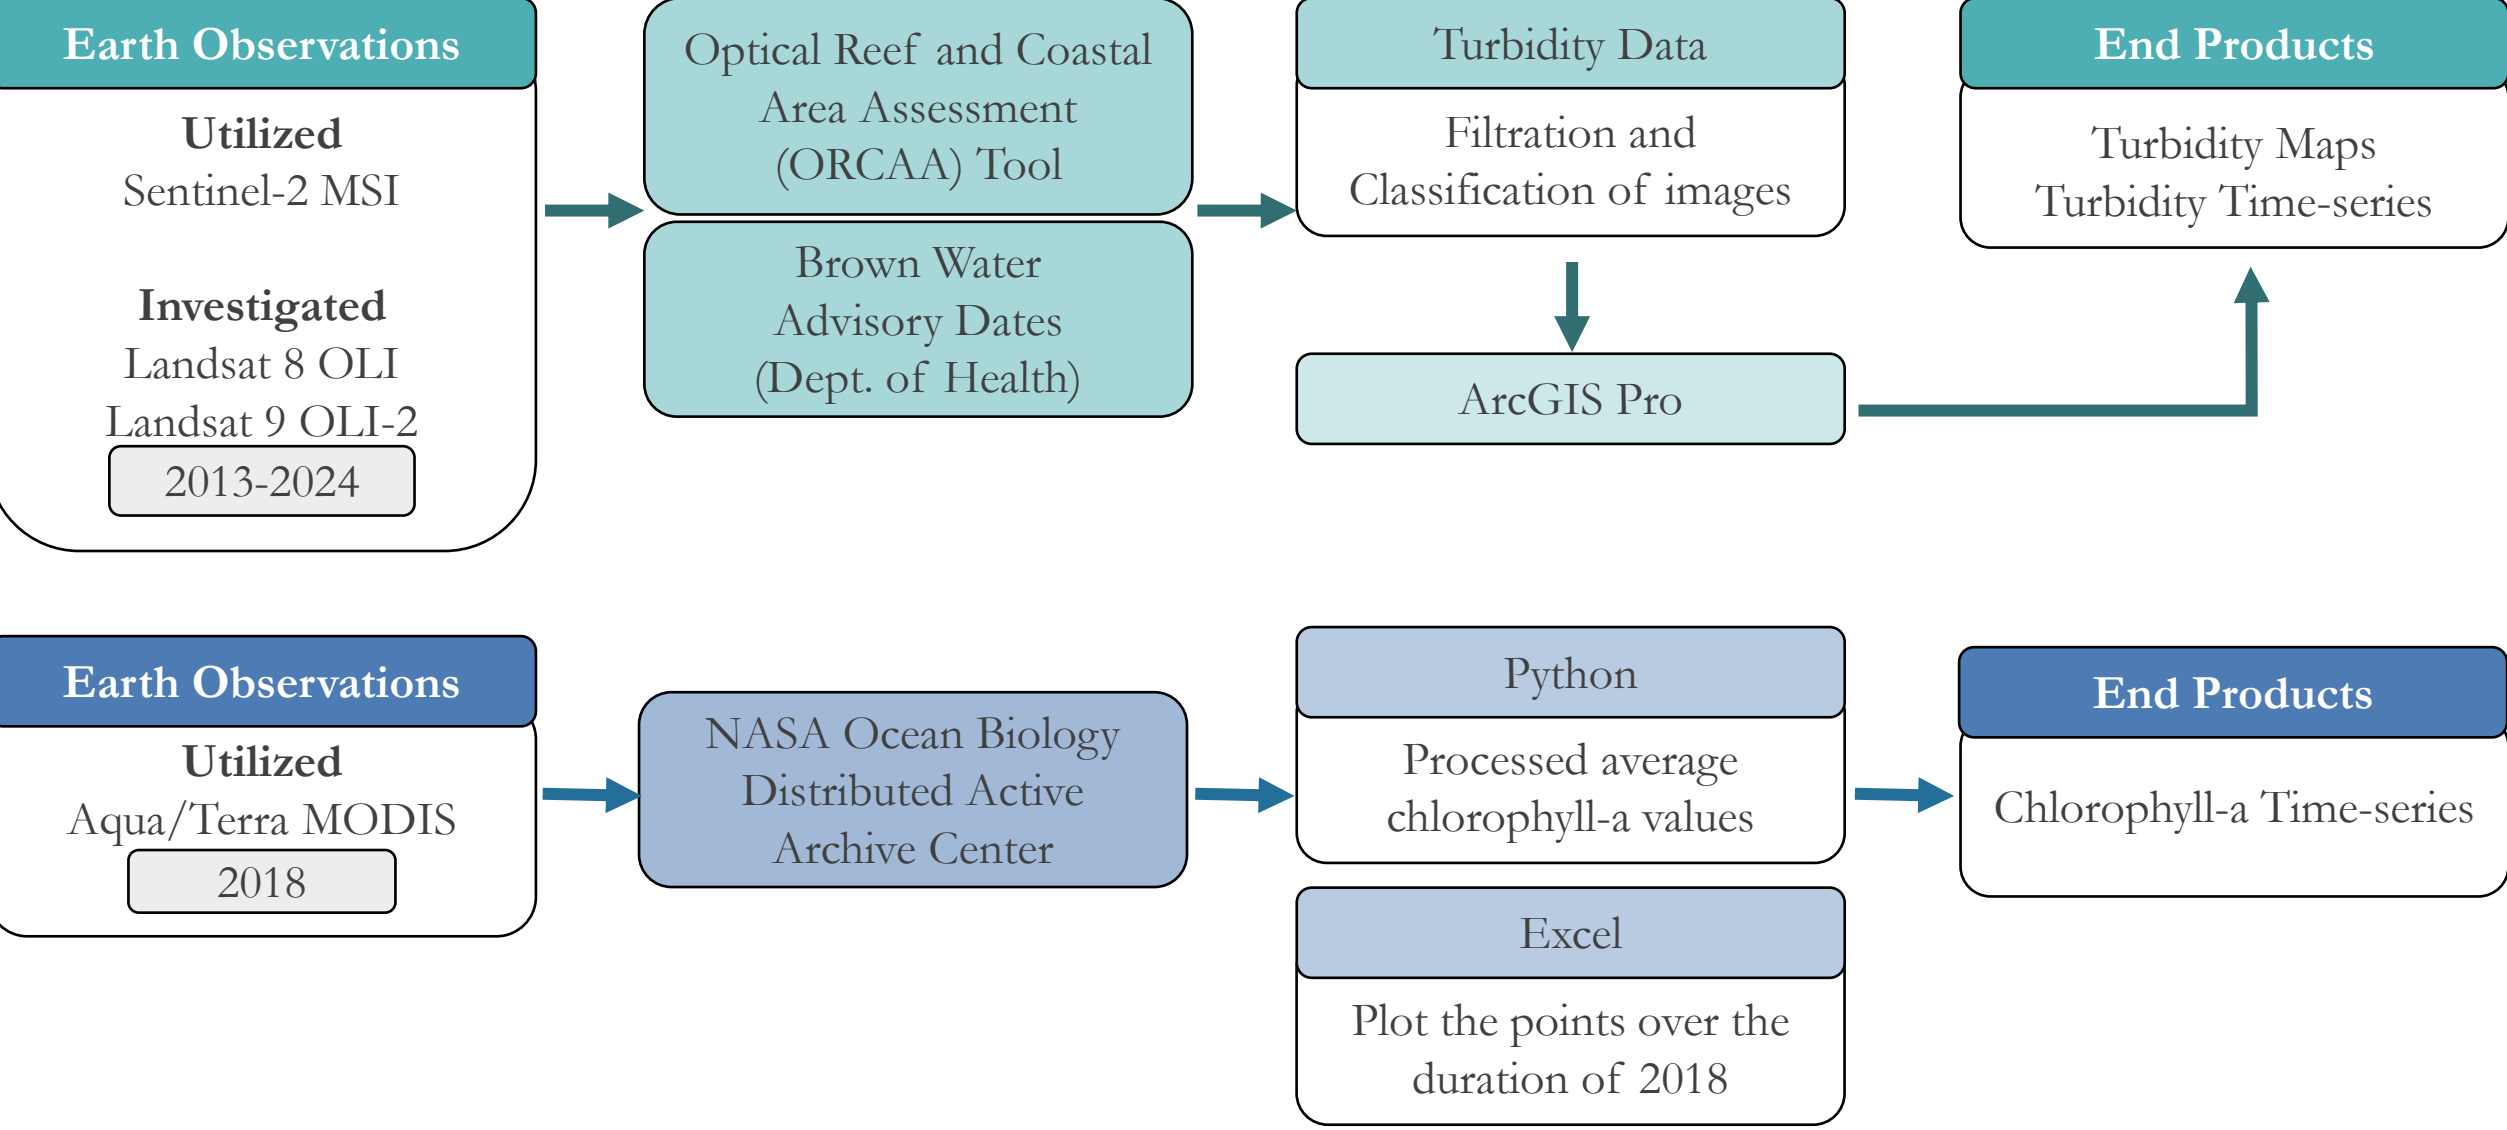 Earth Observations
Utilized
Sentinel-2 MSI
Investigated
Landsat 8 OLI
Landsat 9 OLI-2
2013-2024
Optical Reef and Coastal
Area Assessment
(ORCAA) Tool
Brown Water
Advisory Dates
(Dept. of Health)
Turbidity Data
Filtration and
Classification of images
ArcGIS Pro
End Products
Turbidity Maps
Turbidity Time-series
Earth Observations
Utilized
Aqua/Terra MODIS
2018
NASA Ocean Biology
Distributed Active
Archive Center
Python
Processed average
chlorophyll-a values
Excel
Plot the points over the
duration of 2018
End Products
Chlorophyll-a Time-series